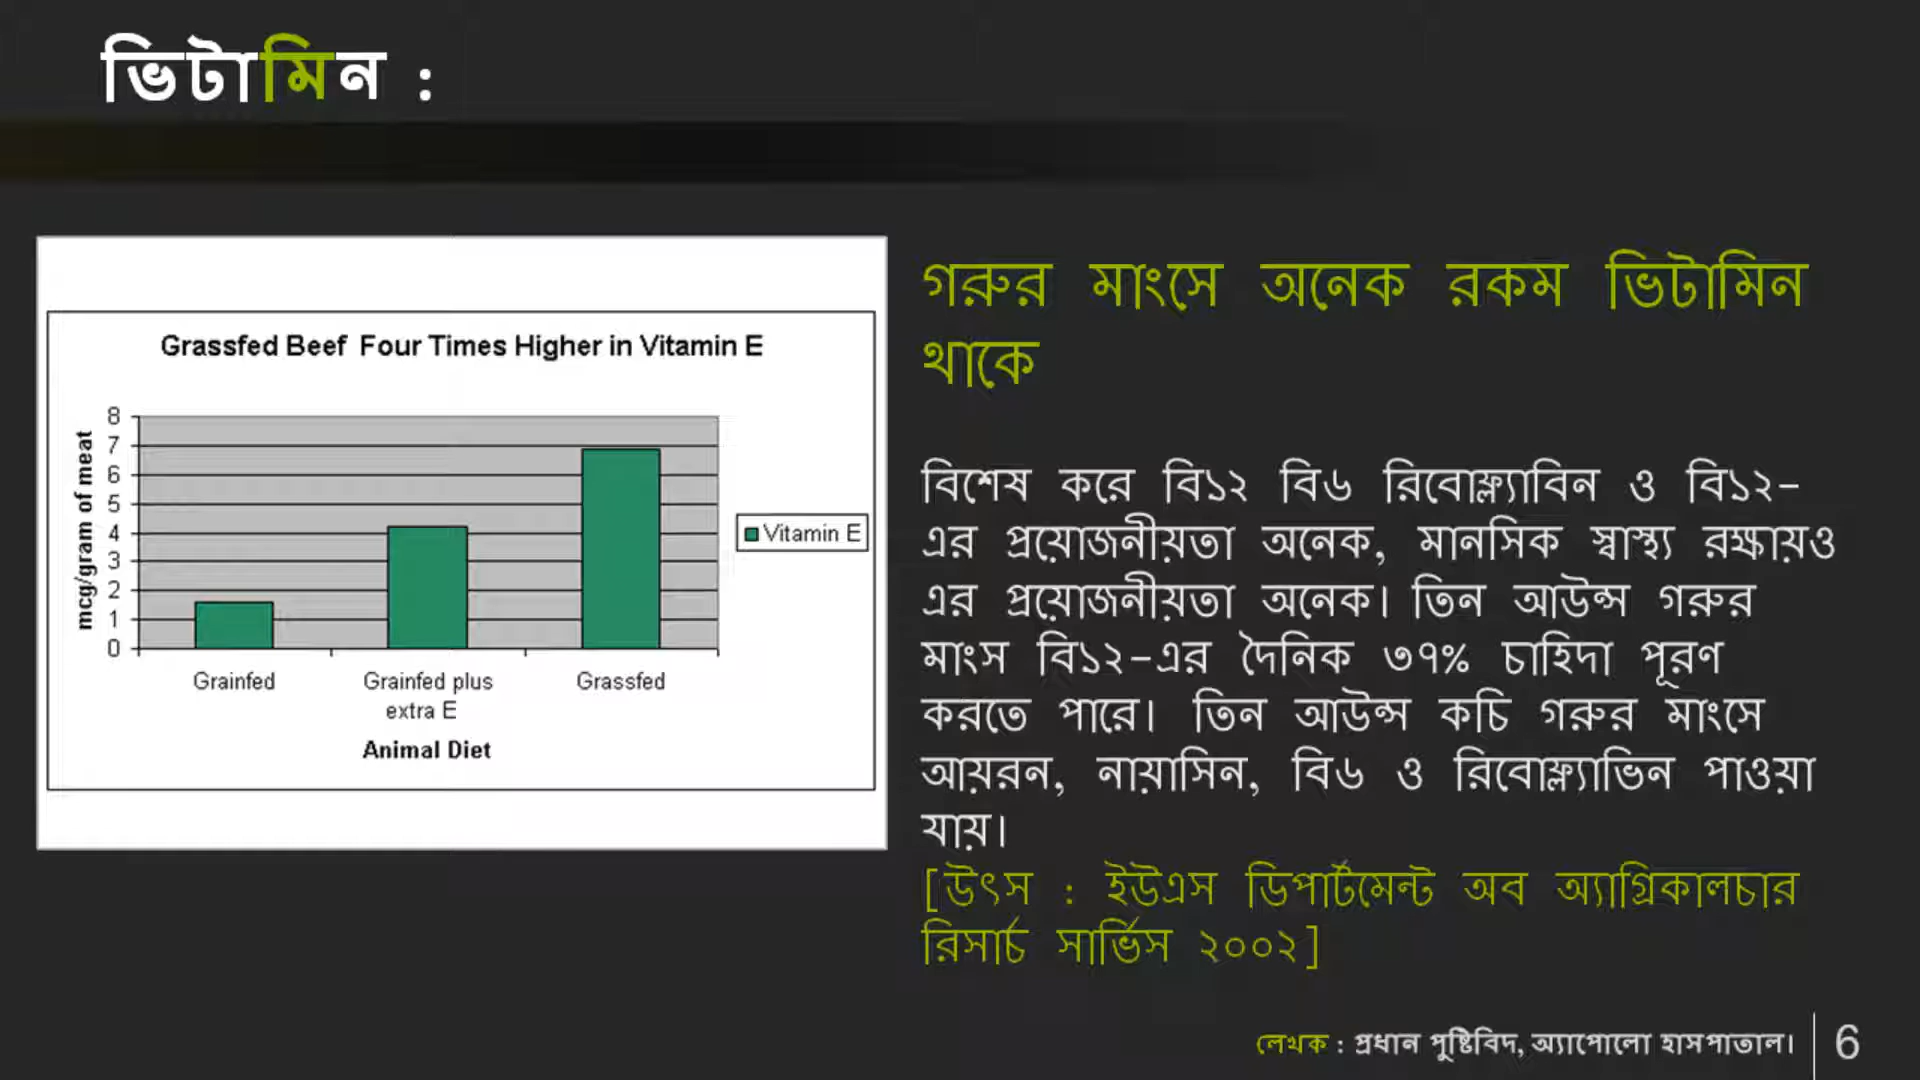 ভিটামিন :
Grassfed Beef Four Times Higher in Vitamin E
8
7
6
5
4
3
2
1
0
mcg/gram of meat
Grainfed
Grainfed plus
extra E
Grassfed
Animal Diet
Vitamin E
গরুর মাংসে অনেক রকম ভিটামিন
থাকে
বিশেষ করে বি১২ বি৬ রিবোফ্ল্যাবিন ও বি১২-
এর প্রয়োজনীয়তা অনেক, মানসিক স্বাস্থ্য রক্ষায়ও
এর প্রয়োজনীয়তা অনেক। তিন আউন্স গরুর
মাংস বি১২-এর দৈনিক ৩৭% চাহিদা পূরণ
করতে পারে। তিন আউন্স কচি গরুর মাংসে
আয়রন, নায়াসিন, বি৬ ও রিবোফ্ল্যাভিন পাওয়া
যায়।
[উৎস : ইউএস ডিপার্টমেন্ট অব অ্যাগ্রিকালচার
রিসার্চ সার্ভিস ২০০২]
লেখক : প্রধান পুষ্টিবিদ, অ্যাপোলো হাসপাতাল।
6